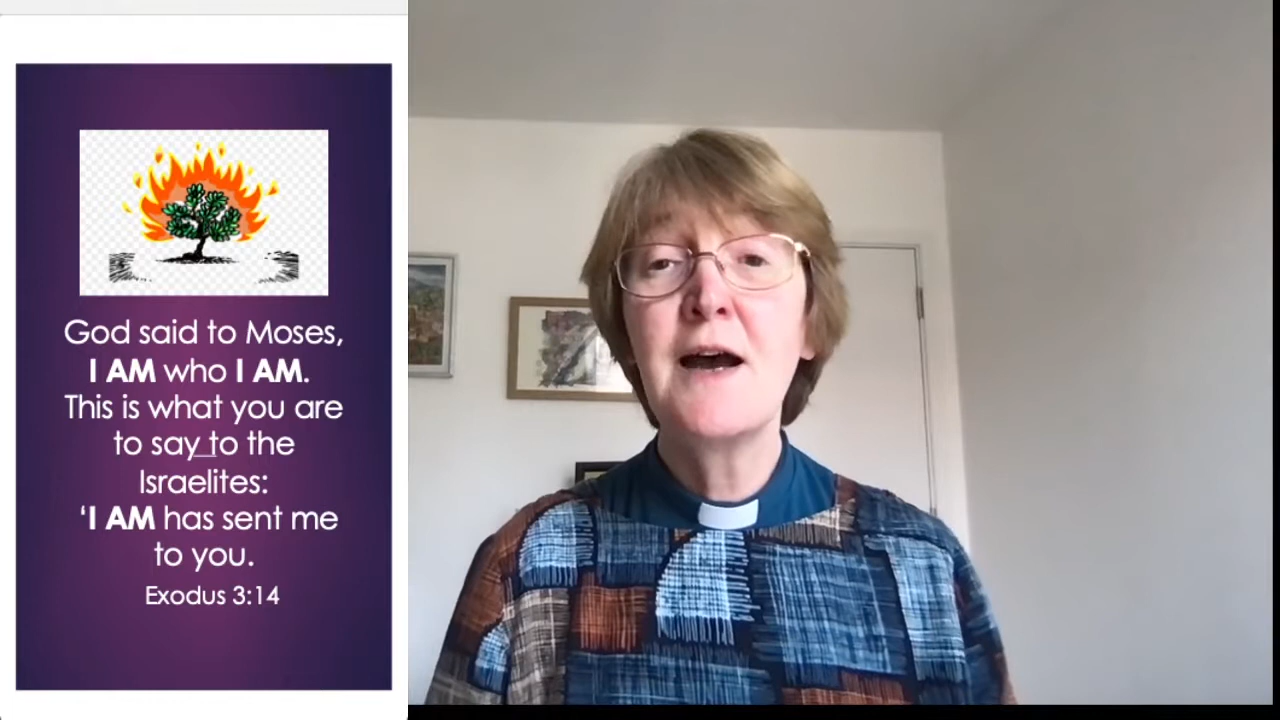 God said to Moses,
I AM who I AM.
This is what you are
to say to the
Israelites:
‘I AM has sent me
to you.
Exodus 3:14